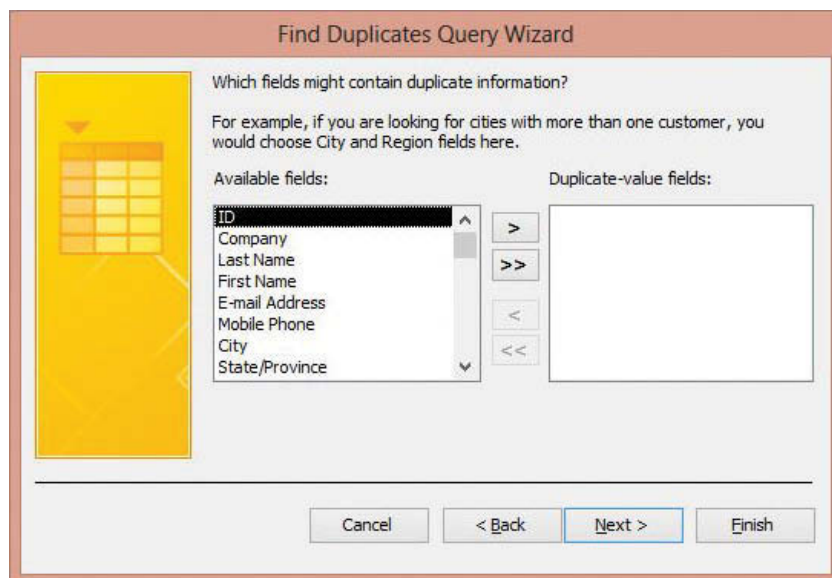 Find Duplicates Query Wizard
Which fields might contain duplicate information?
For example, if you are looking for cities with more than one customer, you
would choose City and Region fields here.
Available fields:
ID
Company
Last Name
First Name
E-mail Address
Mobile Phone
City
State/Province
>
>>
<
<<
Duplicate-value fields:
Cancel
< Back
Next >
Finish